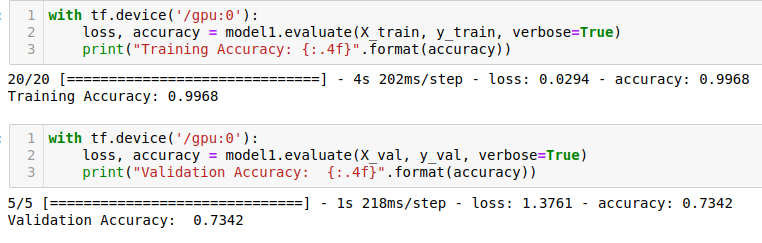 1 with tf.device('/gpu:0'):
2     loss, accuracy = model1.evaluate(X_train, y_train, verbose=True)
3     print("Training Accuracy: {:.4f}".format(accuracy))
20/20 [==============================] - 4s 202ms/step - loss: 0.0294 - accuracy: 0.9968
Training Accuracy: 0.9968
1 with tf.device('/gpu:0'):
2     loss, accuracy = model1.evaluate(X_val, y_val, verbose=True)
3     print("Validation Accuracy:  {:.4f}".format(accuracy))
5/5 [==============================] - 1s 218ms/step - loss: 1.3761 - accuracy: 0.7342
Validation Accuracy:  0.7342